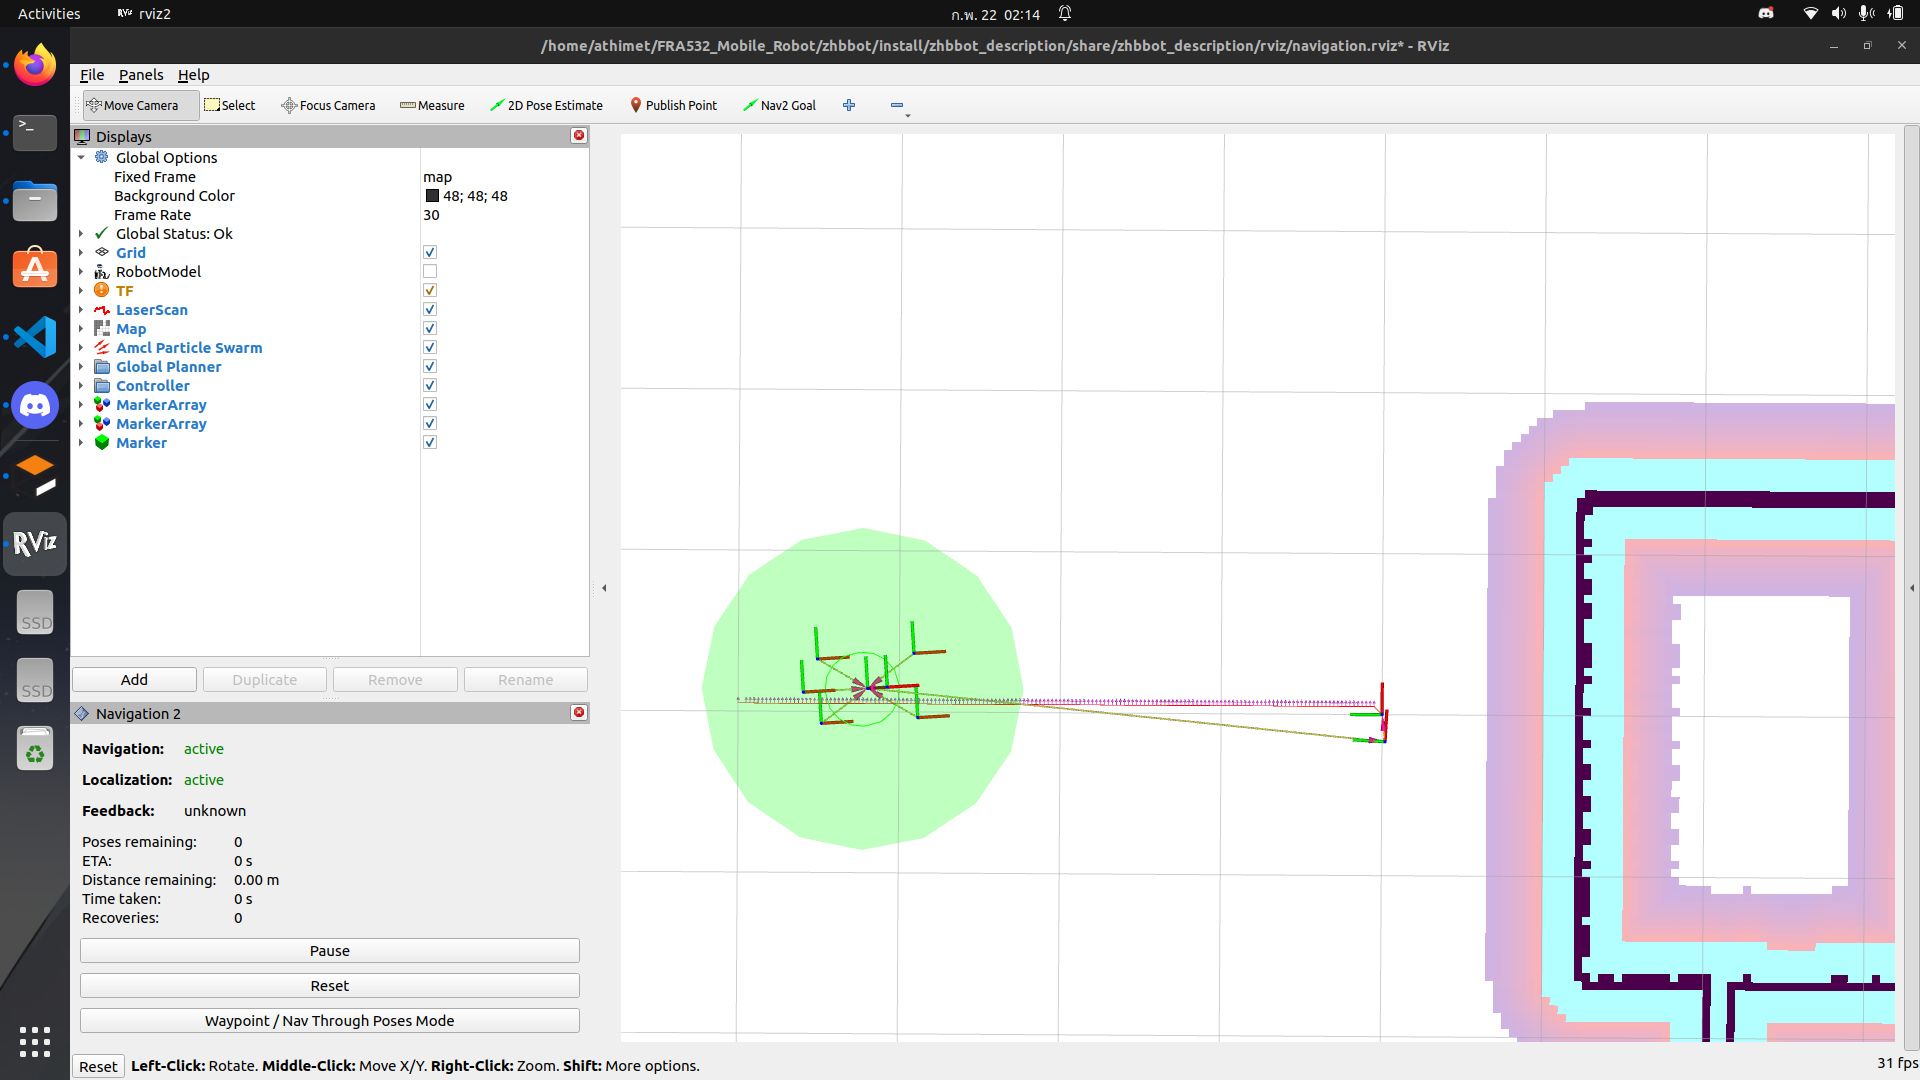 Activities
rviz2
ก.พ. 22 02:14
/home/athimet/FRA532_Mobile_Robot/zhbbot/install/zhbbot_description/share/zhbbot_description/rviz/navigation.rviz* - RViz
File Panels Help
Move Camera Select Focus Camera Measure 2D Pose Estimate Publish Point Nav2 Goal
Displays
Global Options
Fixed Frame map
Background Color 48; 48; 48
Frame Rate 30
Global Status: Ok
Grid
RobotModel
TF
LaserScan
Map
Amcl Particle Swarm
Global Planner
Controller
MarkerArray
MarkerArray
Marker
Add Duplicate Remove Rename
Navigation 2
Navigation: active
Localization: active
Feedback: unknown
Poses remaining: 0
ETA: 0 s
Distance remaining: 0.00 m
Time taken: 0 s
Recoveries: 0
Pause
Reset
Waypoint / Nav Through Poses Mode
Reset Left-Click: Rotate. Middle-Click: Move X/Y. Right-Click: Zoom. Shift: More options.
31 fps
RViz
SSD
SSD